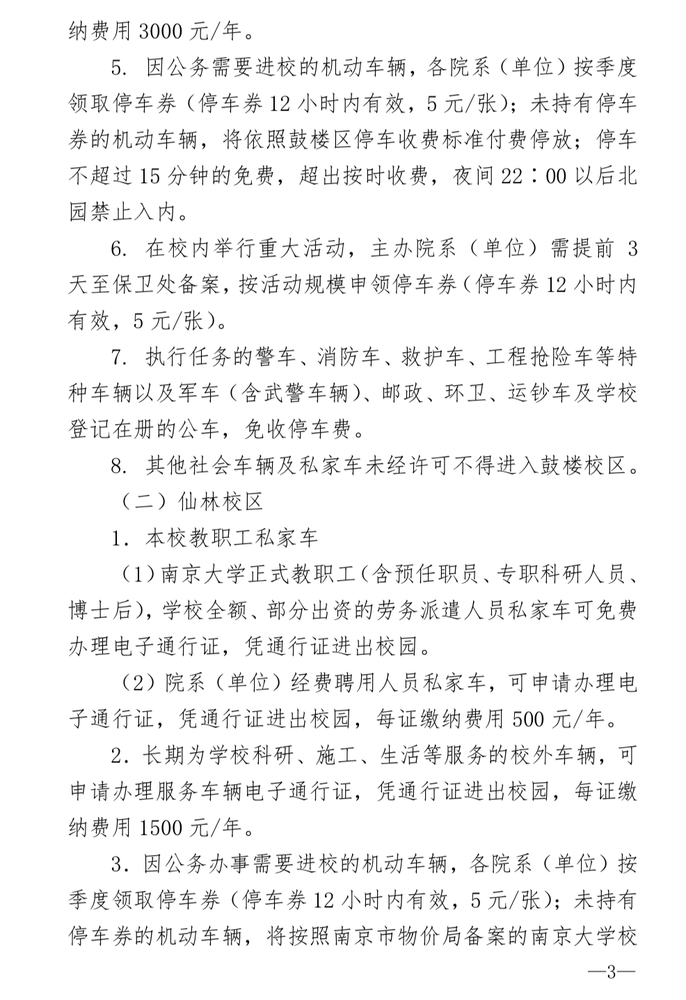 纳费用 3000 元/年。
5. 因公务需要进校的机动车辆，各院系（单位）按季度
领取停车券（停车券 12 小时内有效，5 元/张）；未持有停车
券的机动车辆，将依照鼓楼区停车收费标准付费停放；停车
不超过 15 分钟的免费，超出按时收费，夜间 22∶00 以后北
园禁止入内。
6. 在校内举行重大活动，主办院系（单位）需提前 3
天至保卫处备案，按活动规模申领停车券（停车券 12 小时内
有效，5 元/张）。
7. 执行任务的警车、消防车、救护车、工程抢险车等特
种车辆以及军车（含武警车辆）、邮政、环卫、运钞车及学校
登记在册的公车，免收停车费。
8. 其他社会车辆及私家车未经许可不得进入鼓楼校区。
（二）仙林校区
1. 本校教职工私家车
（1）南京大学正式教职工（含预任职员、专职科研人员、
博士后），学校全额、部分出资的劳务派遣人员私家车可免费
办理电子通行证，凭通行证进出校园。
（2）院系（单位）经费聘用人员私家车，可申请办理电
子通行证，凭通行证进出校园，每证缴纳费用 500 元/年。
2. 长期为学校科研、施工、生活等服务的校外车辆，可
申请办理服务车辆电子通行证，凭通行证进出校园，每证缴
纳费用 1500 元/年。
3. 因公务办事需要进校的机动车辆，各院系（单位）按
季度领取停车券（停车券 12 小时内有效，5 元/张）；未持有
停车券的机动车辆，将按照南京市物价局备案的南京大学校
—3—